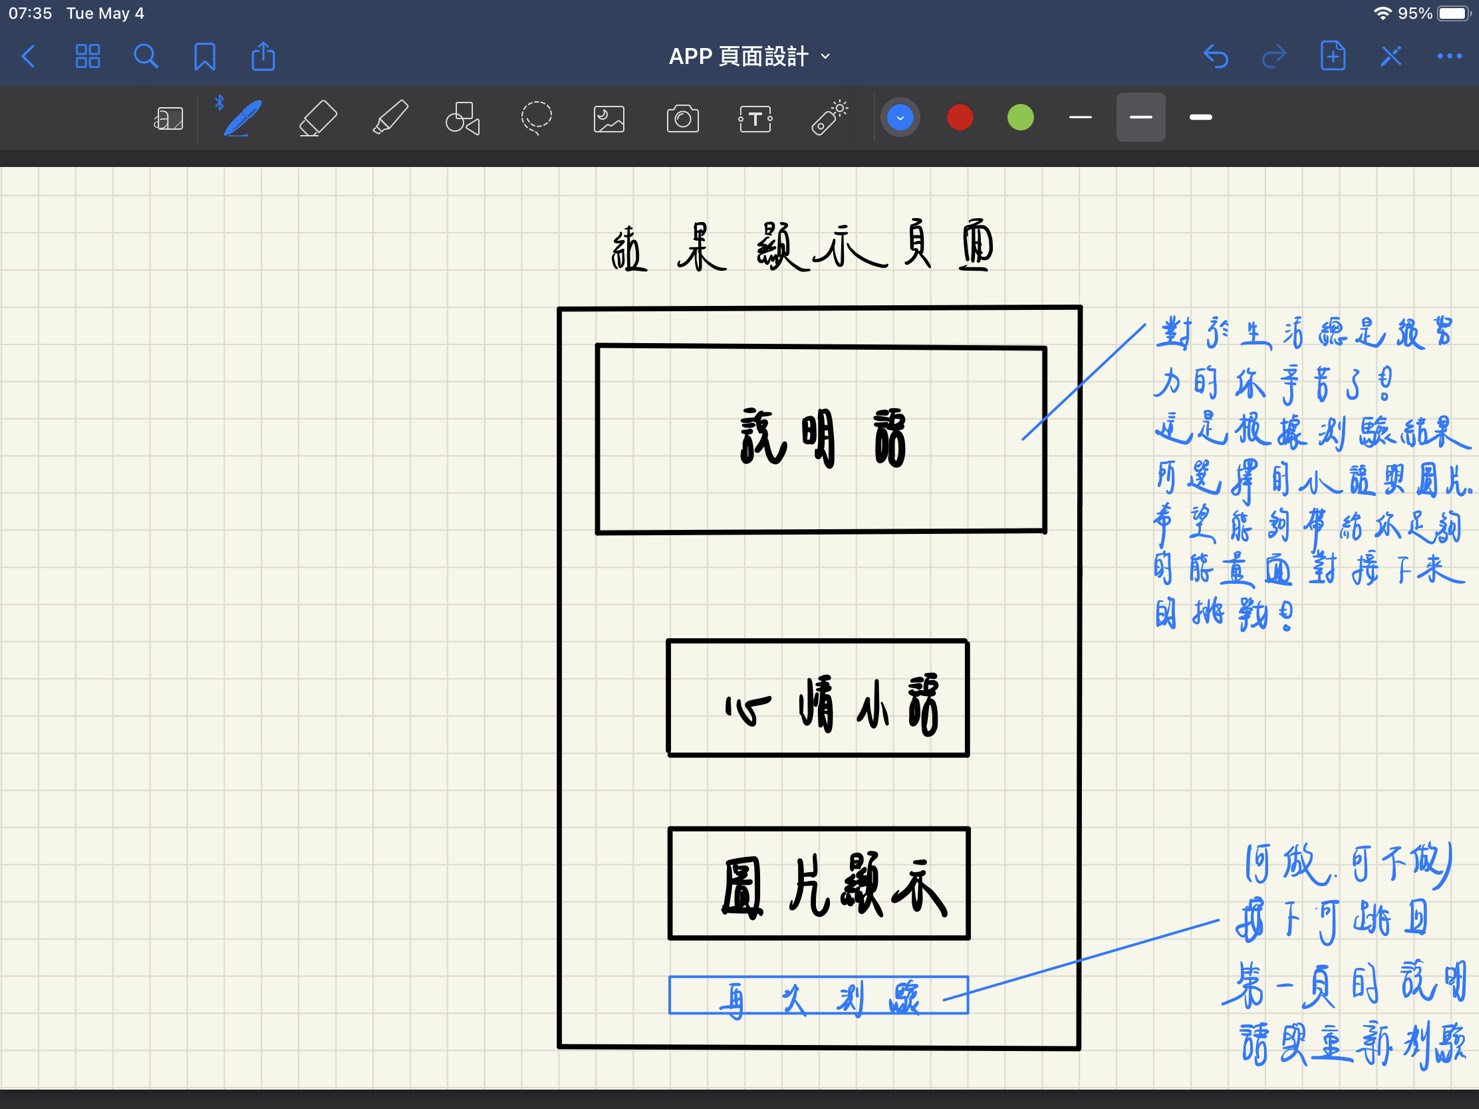 07:35 Tue May 4
95%
APP 頁面設計
結果顯示頁面
說明語
對於生活總是很努
力的你辛苦了!
這是根據測驗結果
所選擇的小語與圖片.
希望能夠帶給你足夠
的能量面對接下來
的挑戰!
心情小語
圖片顯示
再次測驗
(可做.可不做)
按下可跳回
第一頁的說明
語與重新測驗